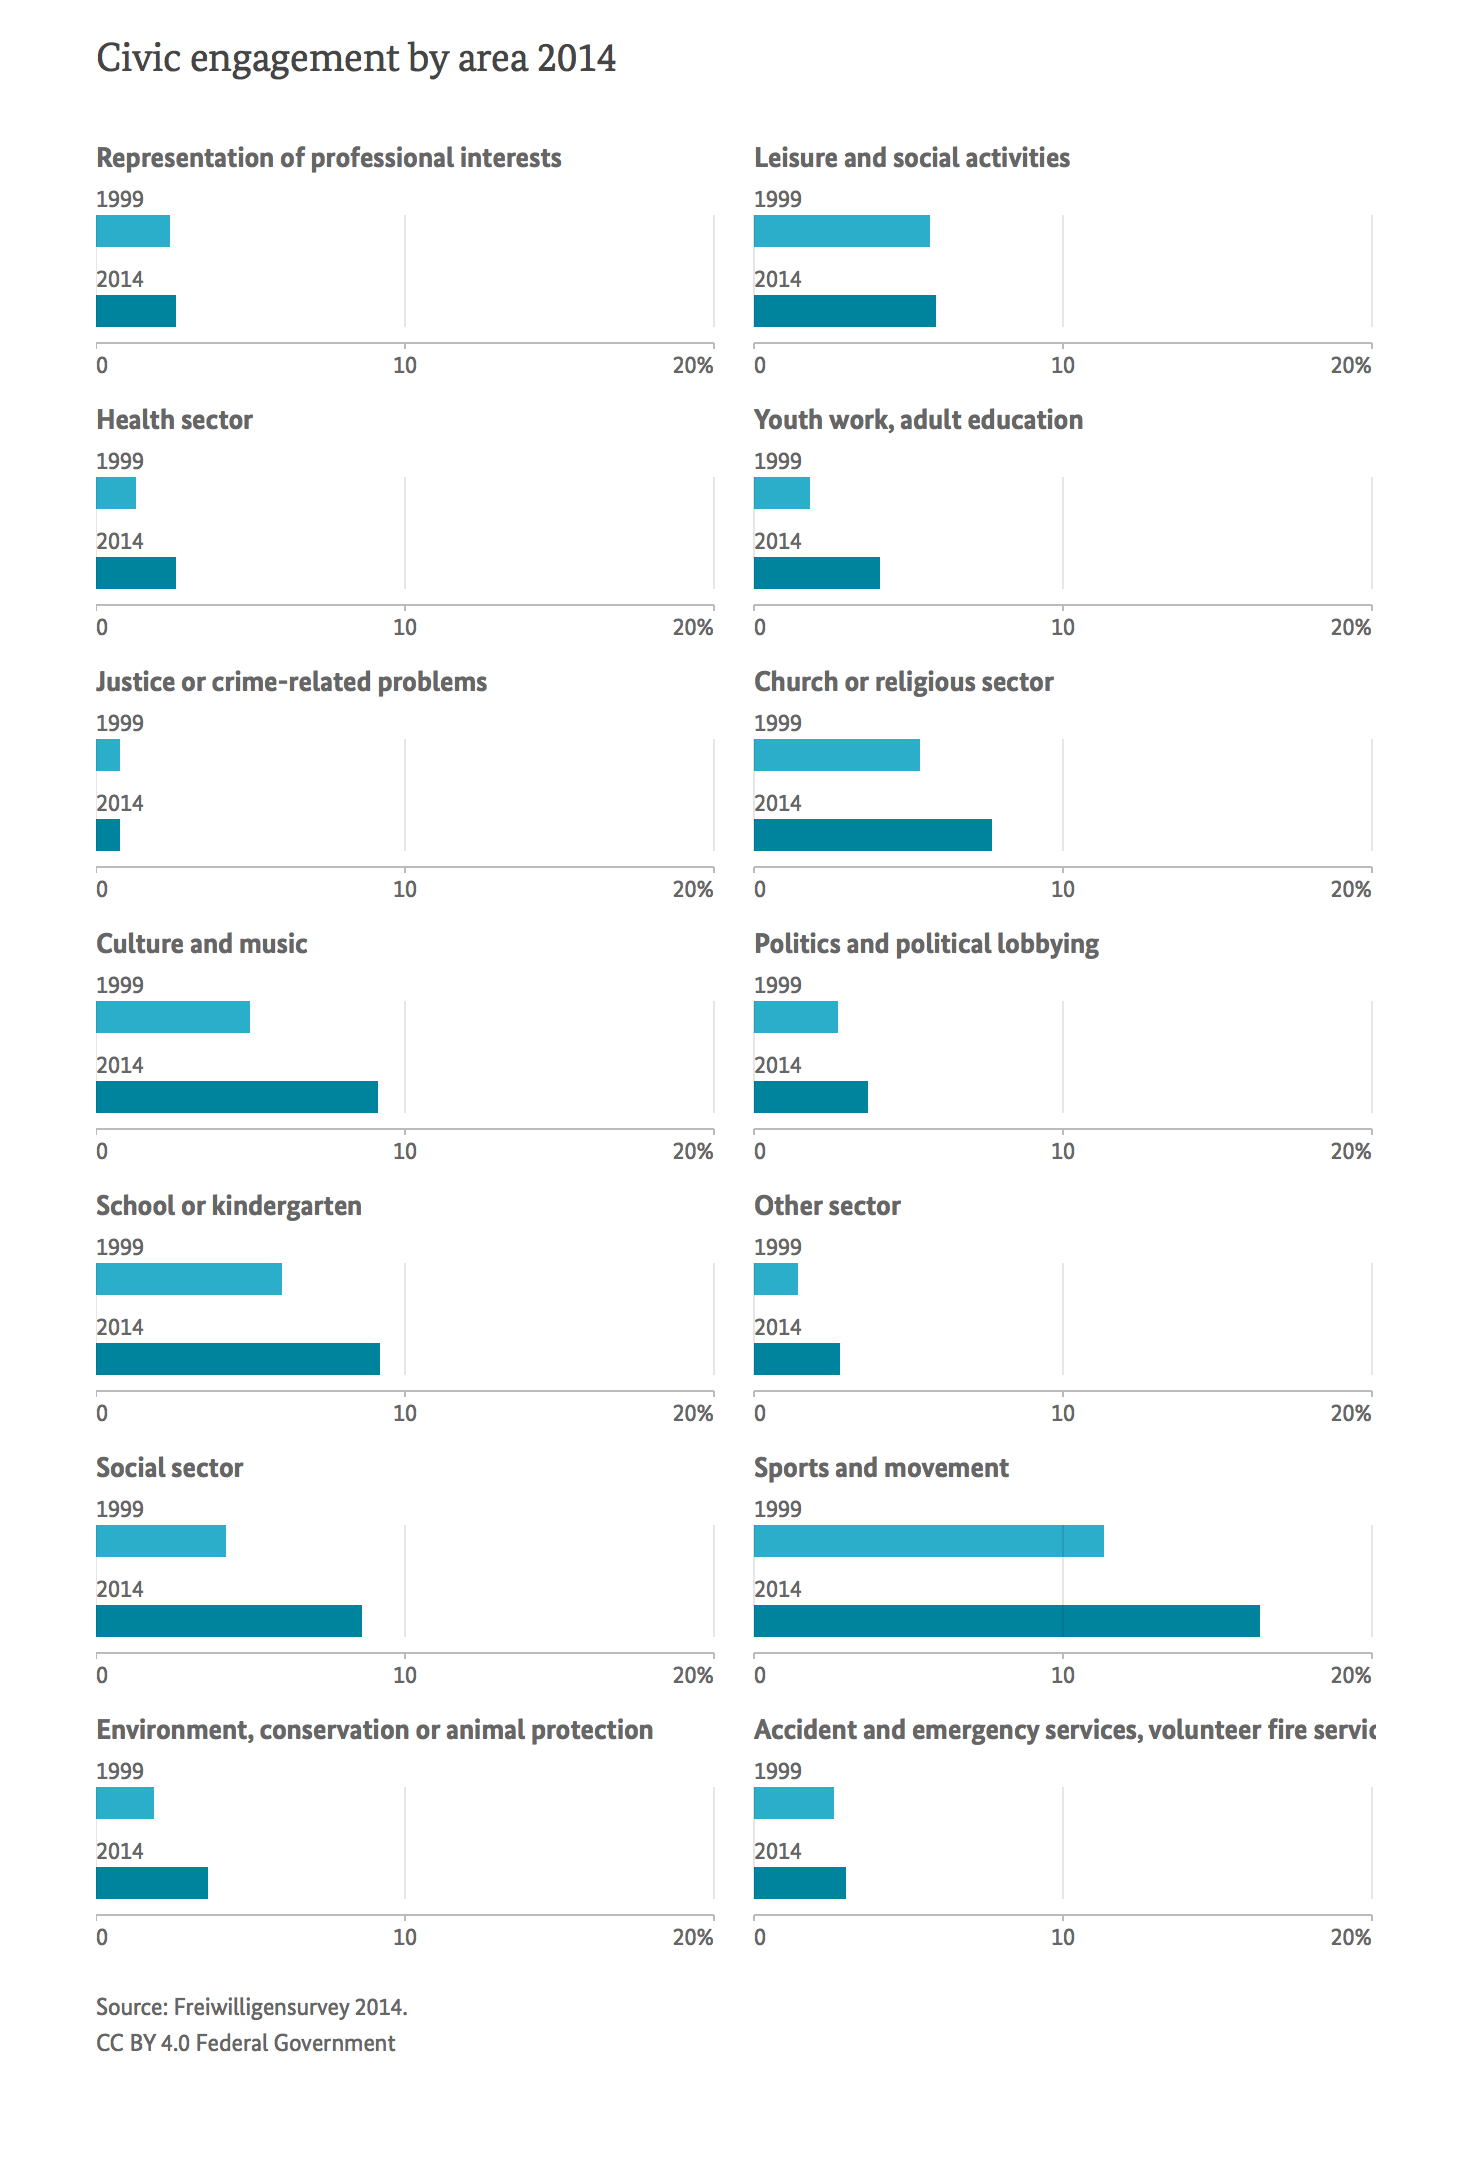 Civic engagement by area 2014
Representation of professional interests
1999
2014
0 10 20%
Leisure and social activities
1999
2014
0 10 20%
Health sector
1999
2014
0 10 20%
Youth work, adult education
1999
2014
0 10 20%
Justice or crime-related problems
1999
2014
0 10 20%
Church or religious sector
1999
2014
0 10 20%
Culture and music
1999
2014
0 10 20%
Politics and political lobbying
1999
2014
0 10 20%
School or kindergarten
1999
2014
0 10 20%
Other sector
1999
2014
0 10 20%
Social sector
1999
2014
0 10 20%
Sports and movement
1999
2014
0 10 20%
Environment, conservation or animal protection
1999
2014
0 10 20%
Accident and emergency services, volunteer fire servic
1999
2014
0 10 20%
Source: Freiwilligensurvey 2014.
CC BY 4.0 Federal Government